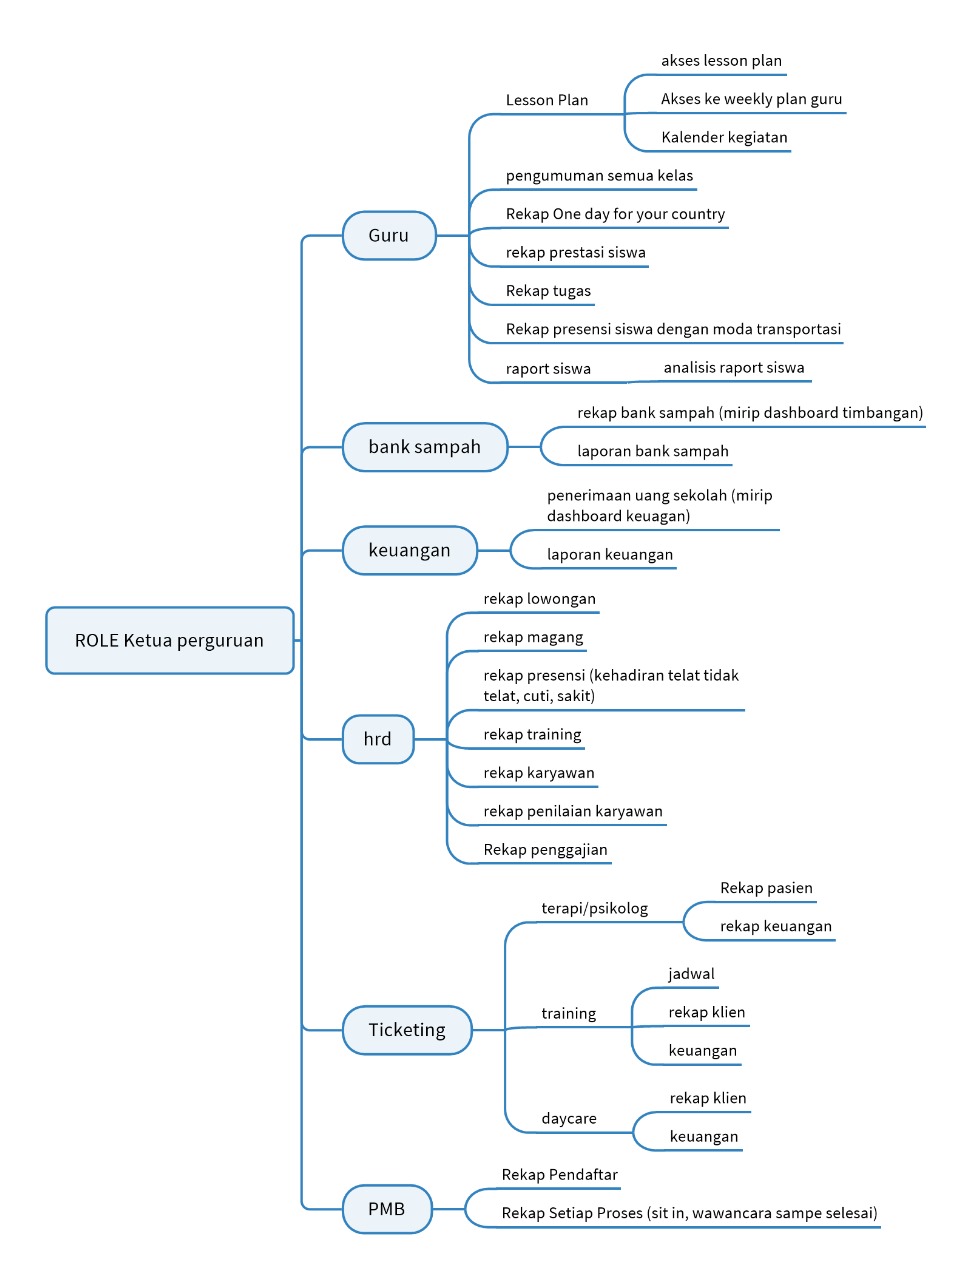 ROLE Ketua perguruan
Guru
Lesson Plan
akses lesson plan
Akses ke weekly plan guru
Kalender kegiatan
pengumuman semua kelas
Rekap One day for your country
rekap prestasi siswa
Rekap tugas
Rekap presensi siswa dengan moda transportasi
raport siswa
analisis raport siswa
bank sampah
rekap bank sampah (mirip dashboard timbangan)
laporan bank sampah
keuangan
penerimaan uang sekolah (mirip
dashboard keuagan)
laporan keuangan
hrd
rekap lowongan
rekap magang
rekap presensi (kehadiran telat tidak
telat, cuti, sakit)
rekap training
rekap karyawan
rekap penilaian karyawan
Rekap penggajian
Ticketing
terapi/psikolog
Rekap pasien
rekap keuangan
training
jadwal
rekap klien
keuangan
daycare
rekap klien
keuangan
PMB
Rekap Pendaftar
Rekap Setiap Proses (sit in, wawancara sampe selesai)